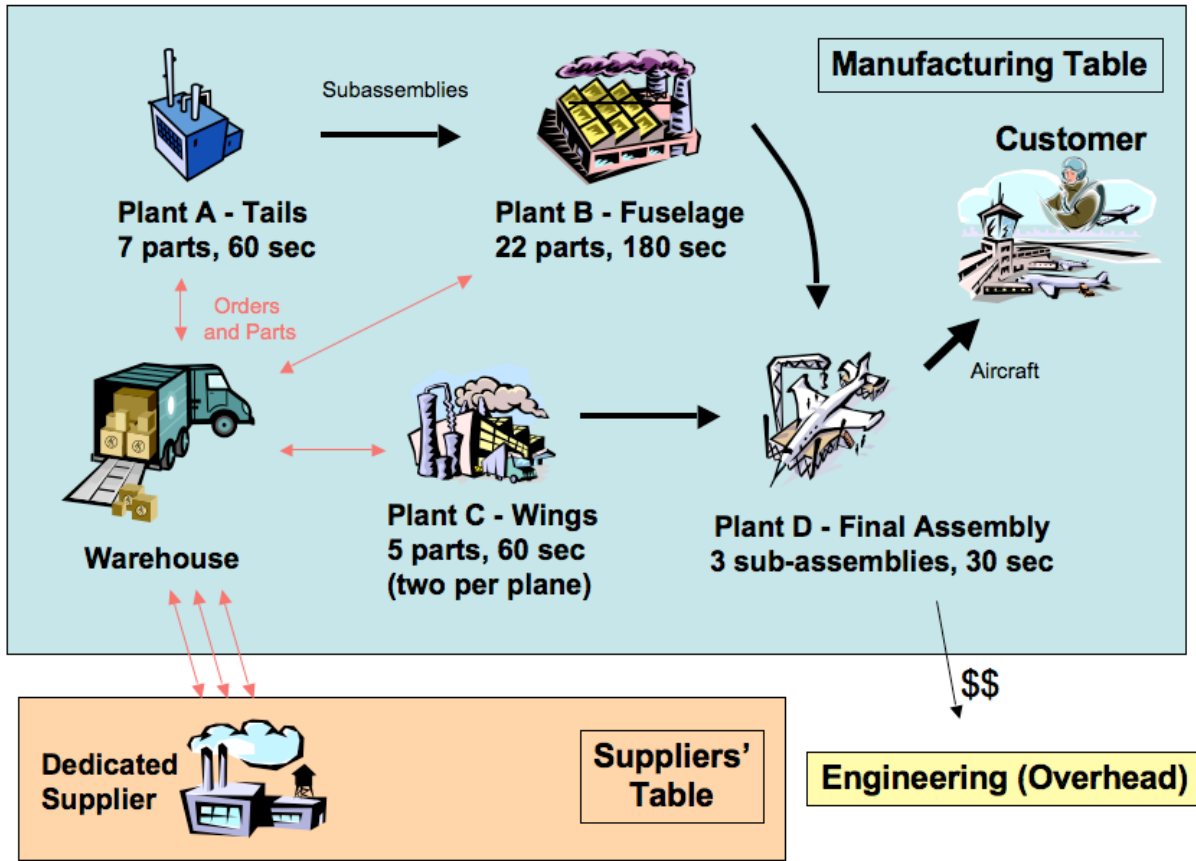 Manufacturing Table
Subassemblies
Customer
Plant A - Tails
7 parts, 60 sec
Plant B - Fuselage
22 parts, 180 sec
Orders
and Parts
Aircraft
Plant C - Wings
5 parts, 60 sec
(two per plane)
Plant D - Final Assembly
3 sub-assemblies, 30 sec
Warehouse
$$
Dedicated
Supplier
Suppliers’
Table
Engineering (Overhead)